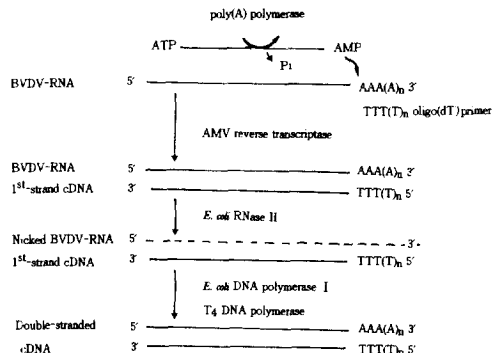 poly(A) polymerase
ATP AMP
P1
BVDV-RNA 5′ AAA(A)n 3′
TTT(T)n oligo(dT)primer
AMV reverse transcriptase
BVDV-RNA 5′ AAA(A)n 3′
1st-strand cDNA 3′ TTT(T)n 5′
E. coli RNase H
Nicked BVDV-RNA 5′ 3′
1st-strand cDNA 3′ TTT(T)n 5′
E. coli DNA polymerase I
T4 DNA polymerase
Double-stranded 5′ AAA(A)n 3′
cDNA 3′ TTT(T)n 5′